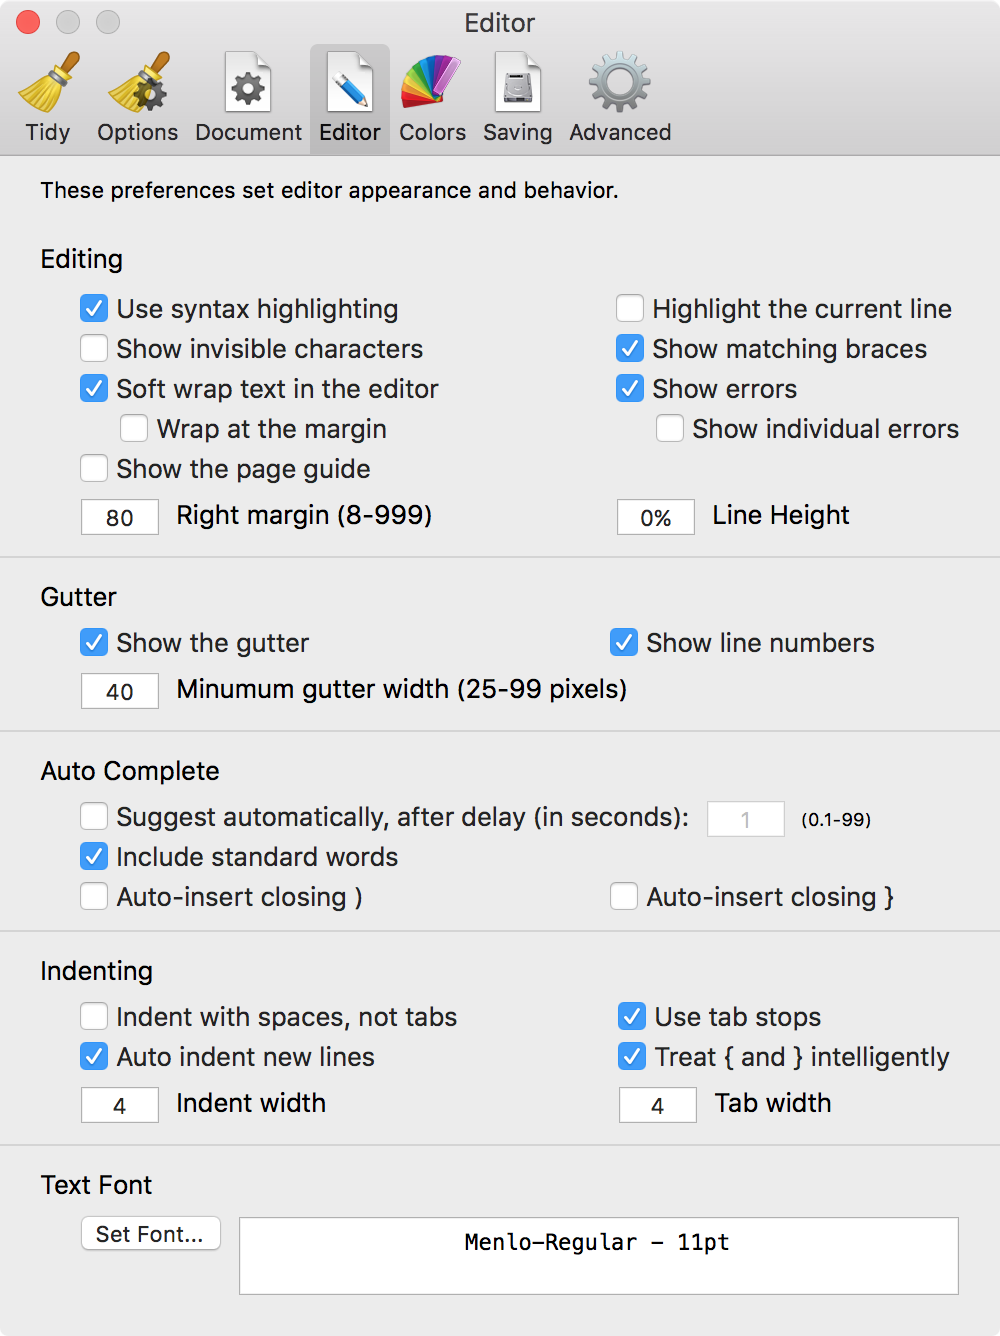 Editor
Tidy Options Document Editor Colors Saving Advanced
These preferences set editor appearance and behavior.
Editing
Use syntax highlighting Highlight the current line
Show invisible characters Show matching braces
Soft wrap text in the editor Show errors
Wrap at the margin Show individual errors
Show the page guide
80 Right margin (8-999) 0% Line Height
Gutter
Show the gutter Show line numbers
40 Minumum gutter width (25-99 pixels)
Auto Complete
Suggest automatically, after delay (in seconds): 1 (0.1-99)
Include standard words
Auto-insert closing ) Auto-insert closing }
Indenting
Indent with spaces, not tabs Use tab stops
Auto indent new lines Treat { and } intelligently
4 Indent width 4 Tab width
Text Font
Set Font... Menlo-Regular - 11pt